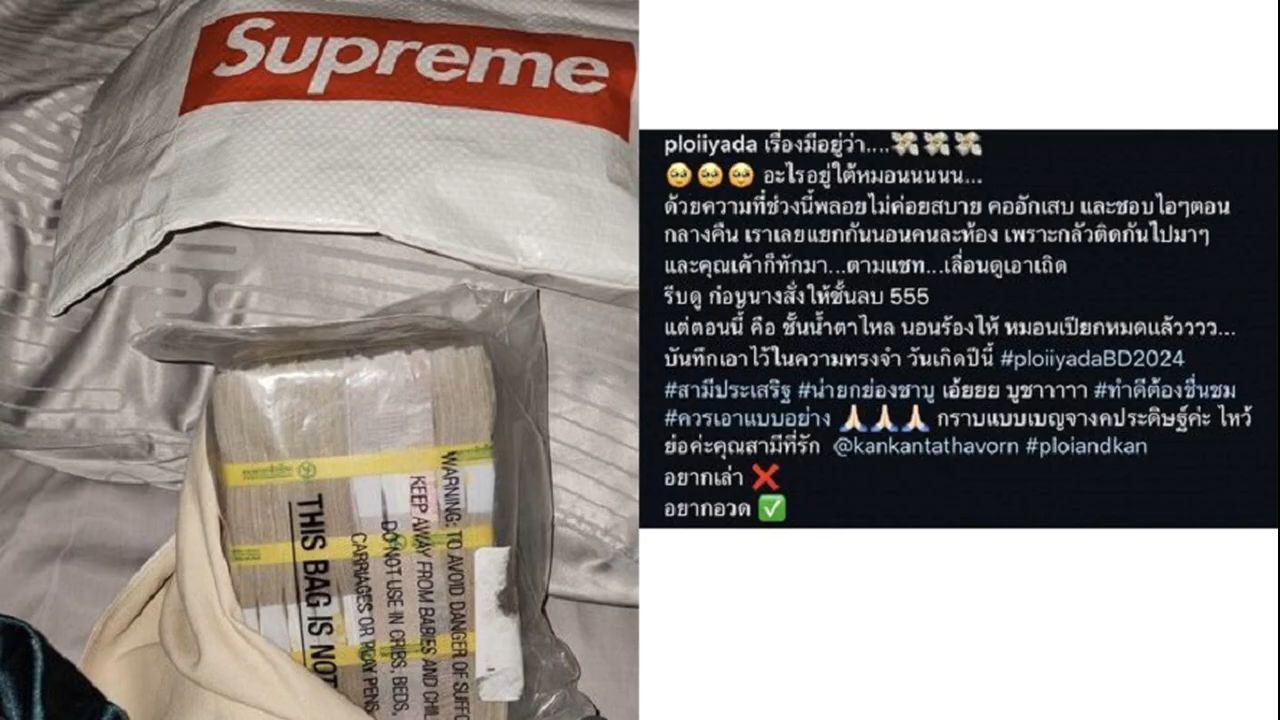 Supreme
WARNING: TO AVOID DANGER OF
KEEP AWAY FROM BABIES AND
DO NOT USE IN CRIBS, BEDS,
CARRIAGES OR PLAY PENS
THIS BAG IS NOT
ploiiyada เรื่องมีอยู่ว่า....💸💸💸
🥹🥹🥹 อะไรอยู่ใต้หมอนนนนน...
ด้วยความที่ช่วงนี้พลอยไม่ค่อยสบาย คออักเสบ และชอบไอๆตอน
กลางคืน เราเลยแยกกันนอนคนละห้อง เพราะกลัวติดกันไปมาๆ
และคุณเค้าก็ทักมา...ตามแชท...เลื่อนดูเอาเถิด
รีบดู ก่อนนางสั่งให้ชั้นลบ 555
แต่ตอนนี้ คือ ชั้นน้ำตาไหล นอนร้องไห้ หมอนเปียกหมดแล้วววว...
บันทึกเอาไว้ในความทรงจำ วันเกิดปีนี้ #ploiiyadaBD2024
#สามีประเสริฐ #น่ายกย่องชาบู เอ้ยยย บูชาาาาา #ทำดีต้องชื่นชม
#ควรเอาแบบอย่าง 🙏🏻🙏🏻🙏🏻 กราบแบบเบญจางคประดิษฐ์ค่ะ ไหว้
ย่อค่ะคุณสามีที่รัก @kankantathavorn #ploiandkan
อยากเล่า ❌
อยากอวด ✅